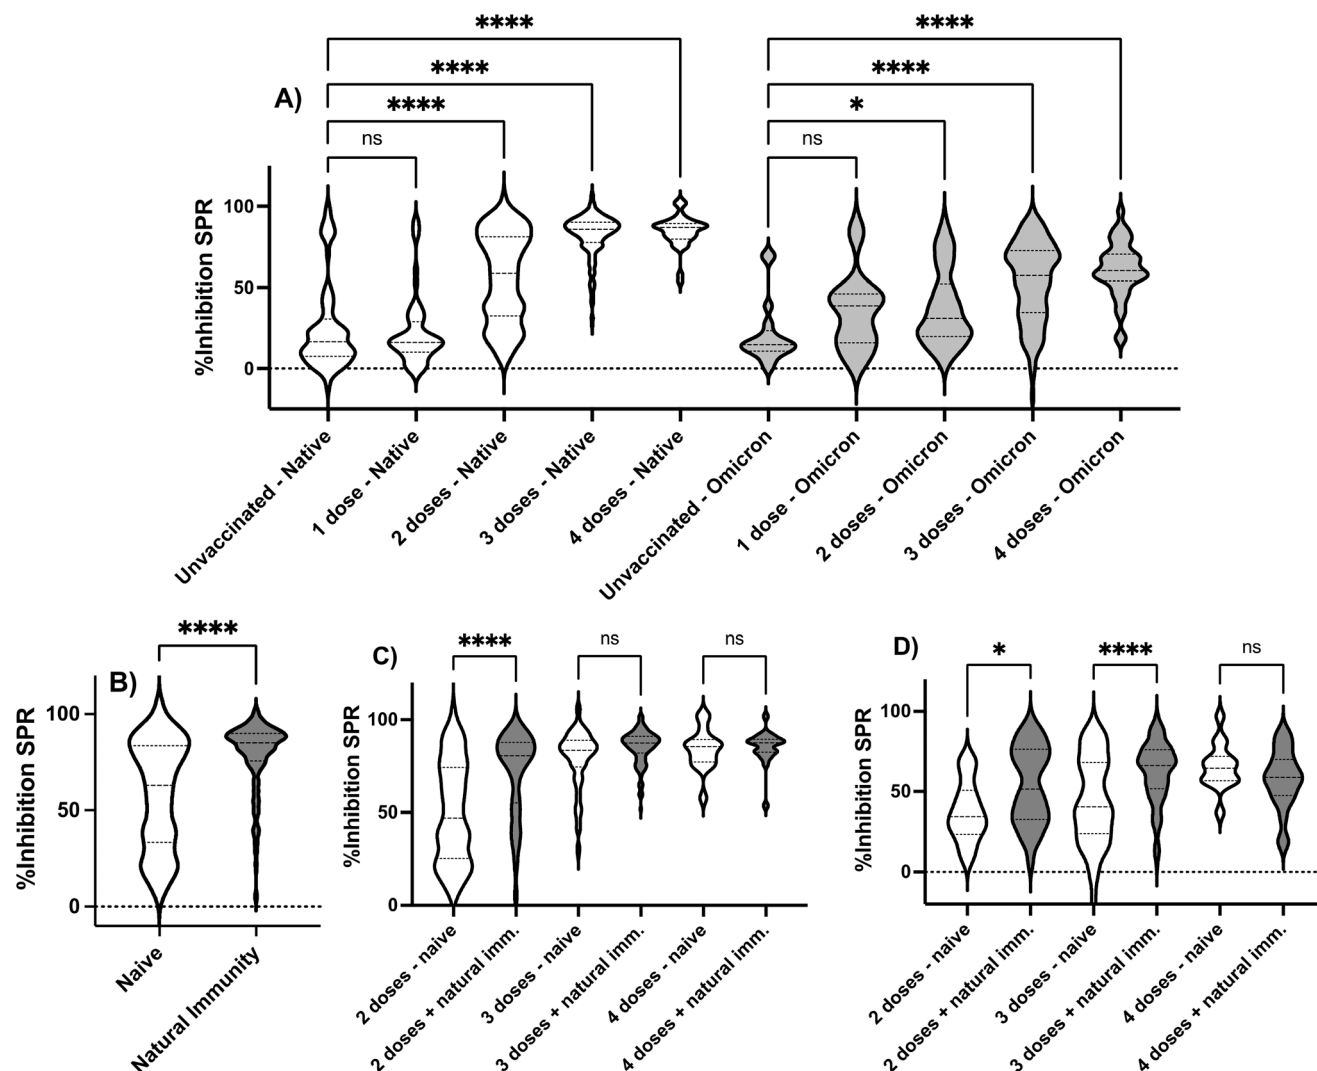 ****
****
****
****
A)
****
*
ns
ns
%Inhibition SPR
100
50
0
Unvaccinated - Native
1 dose - Native
2 doses - Native
3 doses - Native
4 doses - Native
Unvaccinated - Omicron
1 dose - Omicron
2 doses - Omicron
3 doses - Omicron
4 doses - Omicron
B)
****
%Inhibition SPR
100
50
0
Naive
Natural Immunity
C)
****
ns
ns
%Inhibition SPR
100
50
0
2 doses - naive
2 doses + natural imm.
3 doses - naive
3 doses + natural imm.
4 doses - naive
4 doses + natural imm.
D)
*
****
ns
%Inhibition SPR
100
50
0
2 doses - naive
2 doses + natural imm.
3 doses - naive
3 doses + natural imm.
4 doses - naive
4 doses + natural imm.